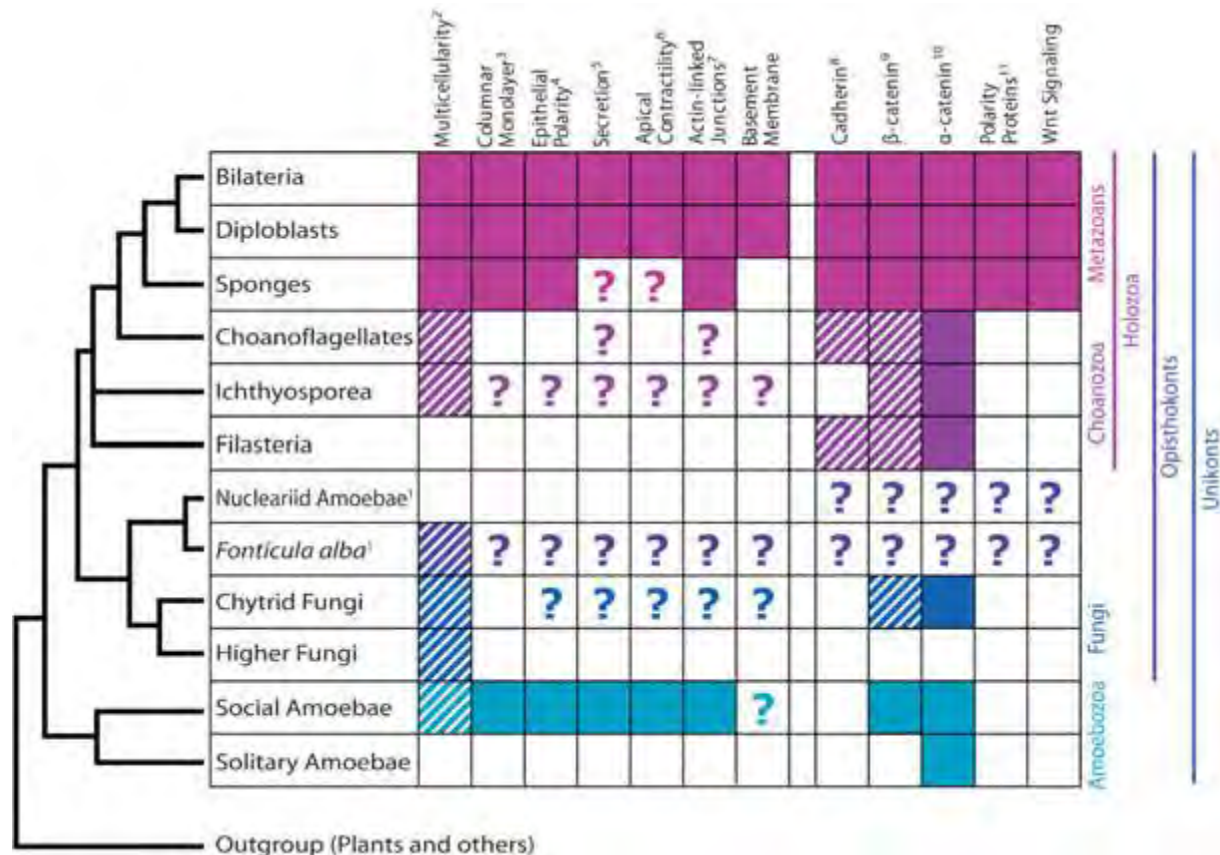 Multicellularity²
Columnar
Monolayer³
Epithelial
Polarity⁴
Secretion⁵
Apical
Contractility⁶
Actin-linked
Junctions⁷
Basement
Membrane
Cadherin⁸
β-catenin⁹
α-catenin¹⁰
Polarity
Proteins¹¹
Wnt Signaling
Bilateria
Diploblasts
Sponges ? ?
Choanoflagellates ? ?
Ichthyosporea ? ? ? ? ? ?
Filasteria
Nucleariid Amoebae¹ ? ? ? ? ?
Fonticula alba¹ ? ? ? ? ? ? ? ? ? ? ?
Chytrid Fungi ? ? ? ? ?
Higher Fungi
Social Amoebae ?
Solitary Amoebae
Outgroup (Plants and others)
Metazoans
Choanozoa
Holozoa
Opisthokonts
Unikonts
Fungi
Amoebozoa